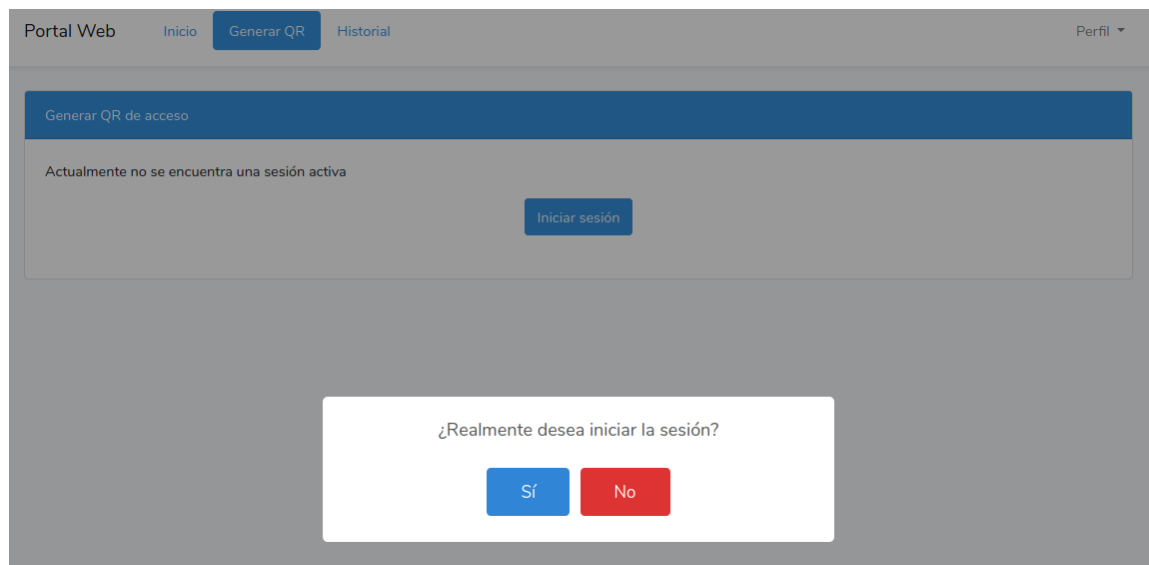 Portal Web Inicio Generar QR Historial Perfil
Generar QR de acceso
Actualmente no se encuentra una sesión activa
Iniciar sesión
¿Realmente desea iniciar la sesión?
Sí No